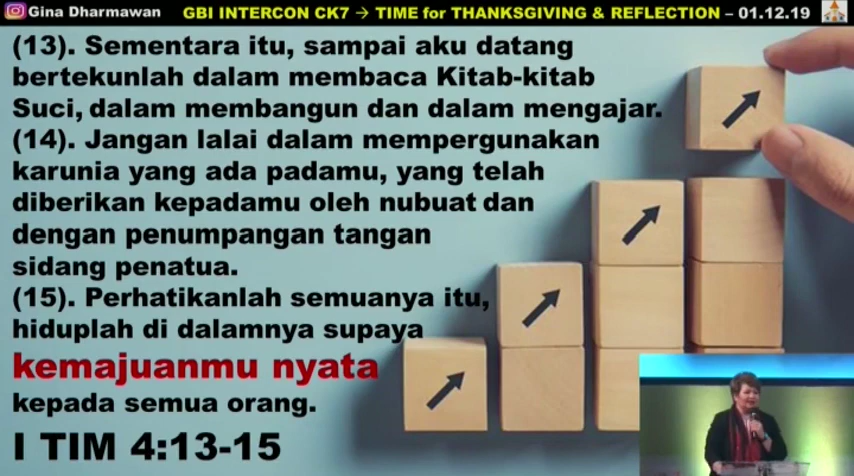 Gina Dharmawan
GBI INTERCON CK7 → TIME for THANKSGIVING & REFLECTION – 01.12.19
(13). Sementara itu, sampai aku datang
bertekunlah dalam membaca Kitab-kitab
Suci, dalam membangun dan dalam mengajar.
(14). Jangan lalai dalam mempergunakan
karunia yang ada padamu, yang telah
diberikan kepadamu oleh nubuat dan
dengan penumpangan tangan
sidang penatua.
(15). Perhatikanlah semuanya itu,
hiduplah di dalamnya supaya
kemajuanmu nyata
kepada semua orang.
I TIM 4:13-15